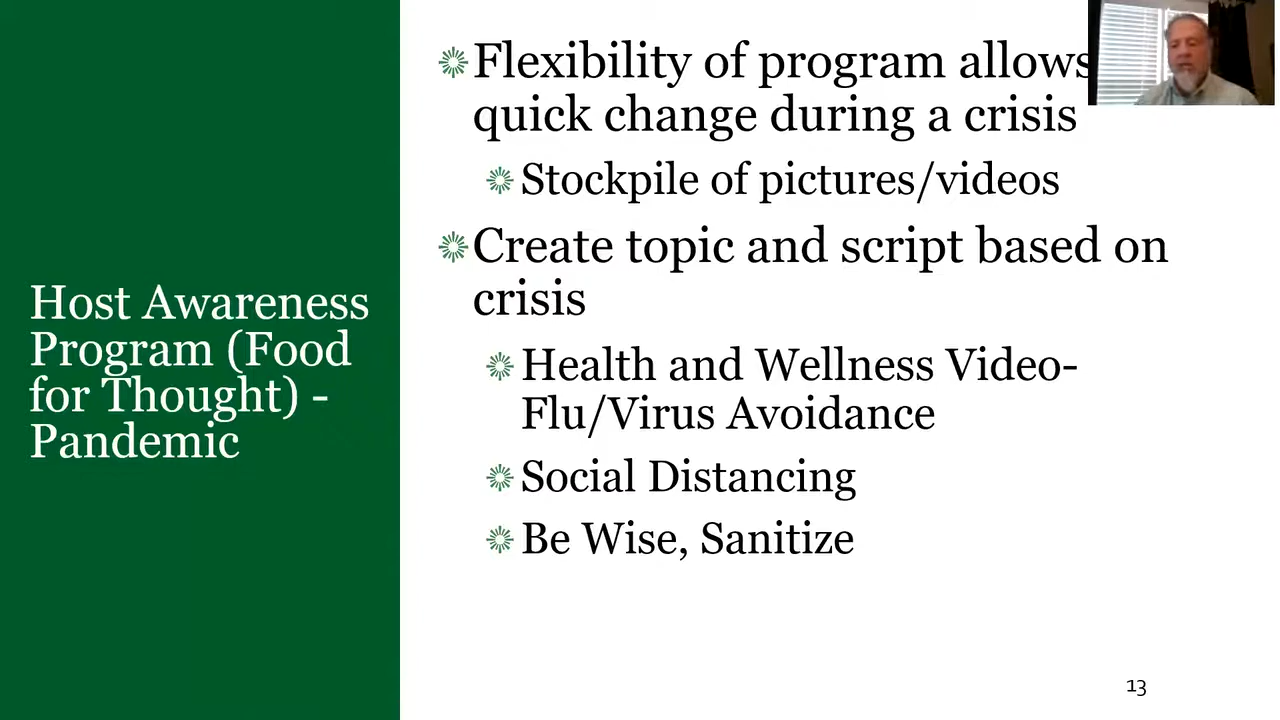 Host Awareness
Program (Food
for Thought) -
Pandemic
Flexibility of program allows
quick change during a crisis
Stockpile of pictures/videos
Create topic and script based on
crisis
Health and Wellness Video-
Flu/Virus Avoidance
Social Distancing
Be Wise, Sanitize
13